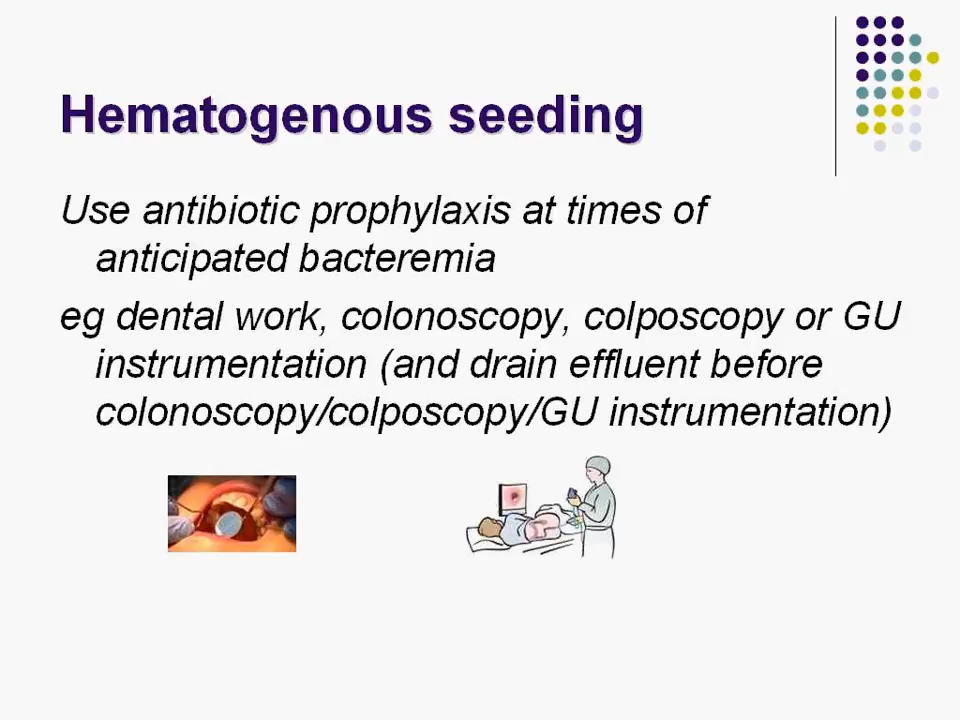 Hematogenous seeding
Use antibiotic prophylaxis at times of
anticipated bacteremia
eg dental work, colonoscopy, colposcopy or GU
instrumentation (and drain effluent before
colonoscopy/colposcopy/GU instrumentation)